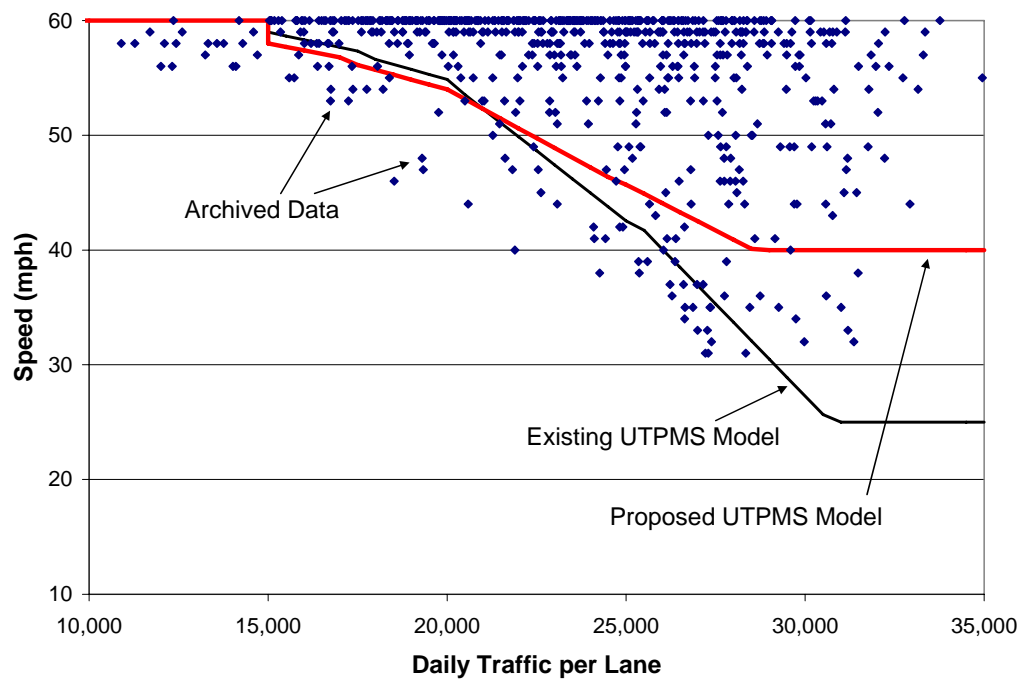 60
50
40
30
20
10
Speed (mph)
Archived Data
Existing UTPMS Model
Proposed UTPMS Model
10,000 15,000 20,000 25,000 30,000 35,000
Daily Traffic per Lane